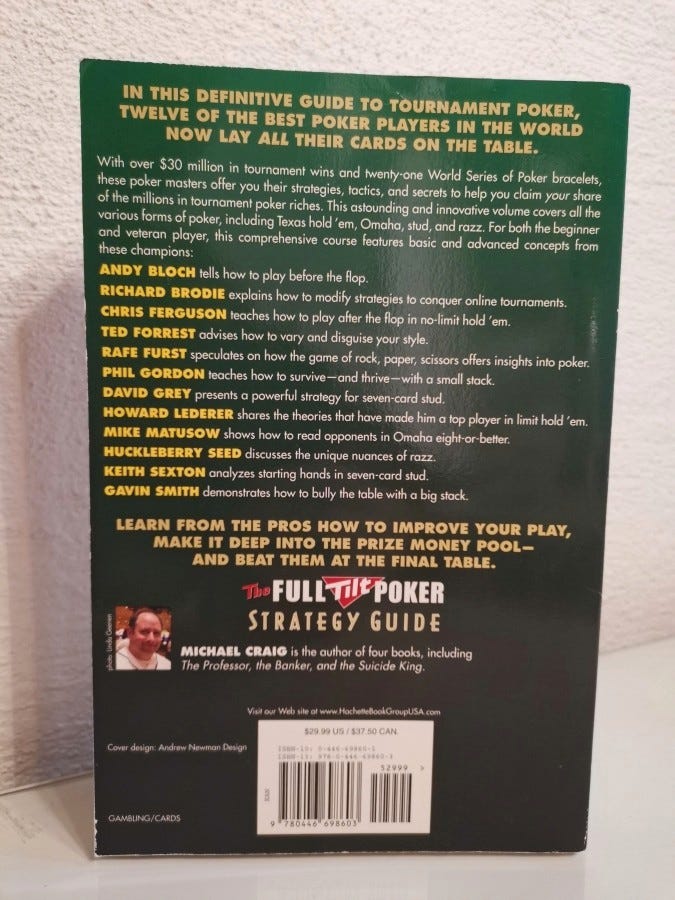 IN THIS DEFINITIVE GUIDE TO TOURNAMENT POKER,
TWELVE OF THE BEST POKER PLAYERS IN THE WORLD
NOW LAY ALL THEIR CARDS ON THE TABLE.
With over $30 million in tournament wins and twenty-one World Series of Poker bracelets,
these poker masters offer you their strategies, tactics, and secrets to help you claim your share
of the millions in tournament poker riches. This astounding and innovative volume covers all the
various forms of poker, including Texas hold 'em, Omaha, stud, and razz. For both the beginner
and veteran player, this comprehensive course features basic and advanced concepts from
these champions:
ANDY BLOCH tells how to play before the flop.
RICHARD BRODIE explains how to modify strategies to conquer online tournaments.
CHRIS FERGUSON teaches how to play after the flop in no-limit hold 'em.
TED FORREST advises how to vary and disguise your style.
RAFE FURST speculates on how the game of rock, paper, scissors offers insights into poker.
PHIL GORDON teaches how to survive—and thrive—with a small stack.
DAVID GREY presents a powerful strategy for seven-card stud.
HOWARD LEDERER shares the theories that have made him a top player in limit hold 'em.
MIKE MATUSOW shows how to read opponents in Omaha eight-or-better.
HUCKLEBERRY SEED discusses the unique nuances of razz.
KEITH SEXTON analyzes starting hands in seven-card stud.
GAVIN SMITH demonstrates how to bully the table with a big stack.
LEARN FROM THE PROS HOW TO IMPROVE YOUR PLAY,
MAKE IT DEEP INTO THE PRIZE MONEY POOL—
AND BEAT THEM AT THE FINAL TABLE.
The FULL Tilt POKER
STRATEGY GUIDE
photo: Linda Geenen
MICHAEL CRAIG is the author of four books, including
The Professor, the Banker, and the Suicide King.
Visit our Web site at www.HachetteBookGroupUSA.com
$29.99 US / $37.50 CAN.
Cover design: Andrew Newman Design
ISBN-10: 0-446-69860-1
ISBN-13: 978-0-446-69860-3
52999 >
9 780446 698603
GAMBLING/CARDS